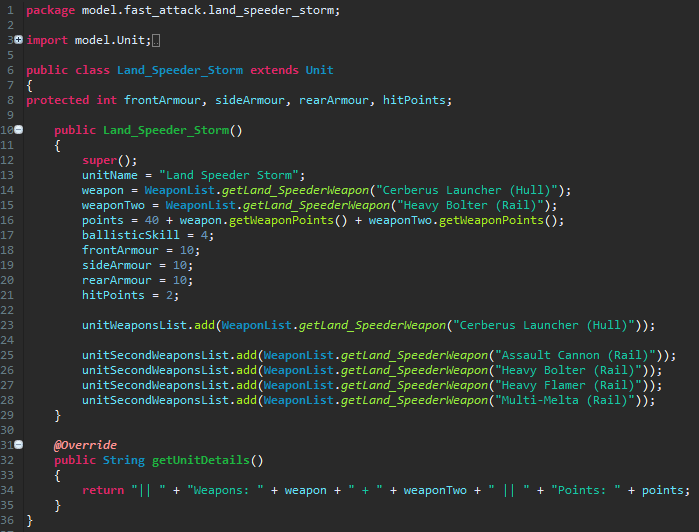 1 package model.fast_attack.land_speeder_storm;
2
3 import model.Unit;
5
6 public class Land_Speeder_Storm extends Unit
7 {
8 protected int frontArmour, sideArmour, rearArmour, hitPoints;
9
10 public Land_Speeder_Storm()
11 {
12 super();
13 unitName = "Land Speeder Storm";
14 weapon = WeaponList.getLand_SpeederWeapon("Cerberus Launcher (Hull)");
15 weaponTwo = WeaponList.getLand_SpeederWeapon("Heavy Bolter (Rail)");
16 points = 40 + weapon.getWeaponPoints() + weaponTwo.getWeaponPoints();
17 ballisticSkill = 4;
18 frontArmour = 10;
19 sideArmour = 10;
20 rearArmour = 10;
21 hitPoints = 2;
22
23 unitWeaponsList.add(WeaponList.getLand_SpeederWeapon("Cerberus Launcher (Hull)"));
24
25 unitSecondWeaponsList.add(WeaponList.getLand_SpeederWeapon("Assault Cannon (Rail)"));
26 unitSecondWeaponsList.add(WeaponList.getLand_SpeederWeapon("Heavy Bolter (Rail)"));
27 unitSecondWeaponsList.add(WeaponList.getLand_SpeederWeapon("Heavy Flamer (Rail)"));
28 unitSecondWeaponsList.add(WeaponList.getLand_SpeederWeapon("Multi-Melta (Rail)"));
29 }
30
31 @Override
32 public String getUnitDetails()
33 {
34 return "|| " + "Weapons: " + weapon + " + " + weaponTwo + " || " + "Points: " + points;
35 }
36 }